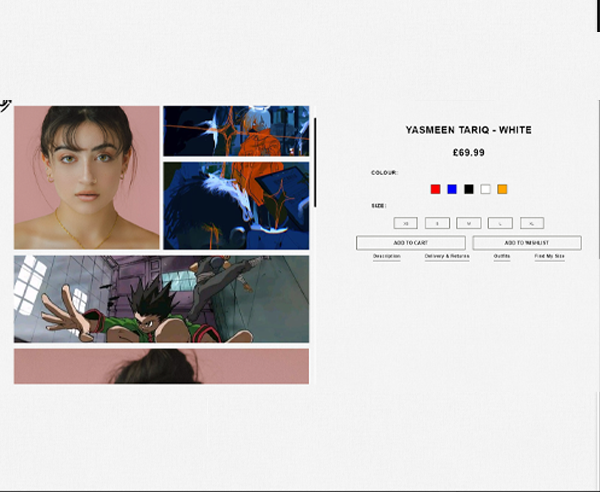 YASMEEN TARIQ - WHITE
£69.99
COLOUR:
SIZE:
XS S M L XL
ADD TO CART ADD TO WISHLIST
Description Delivery & Returns Outfits Find My Size